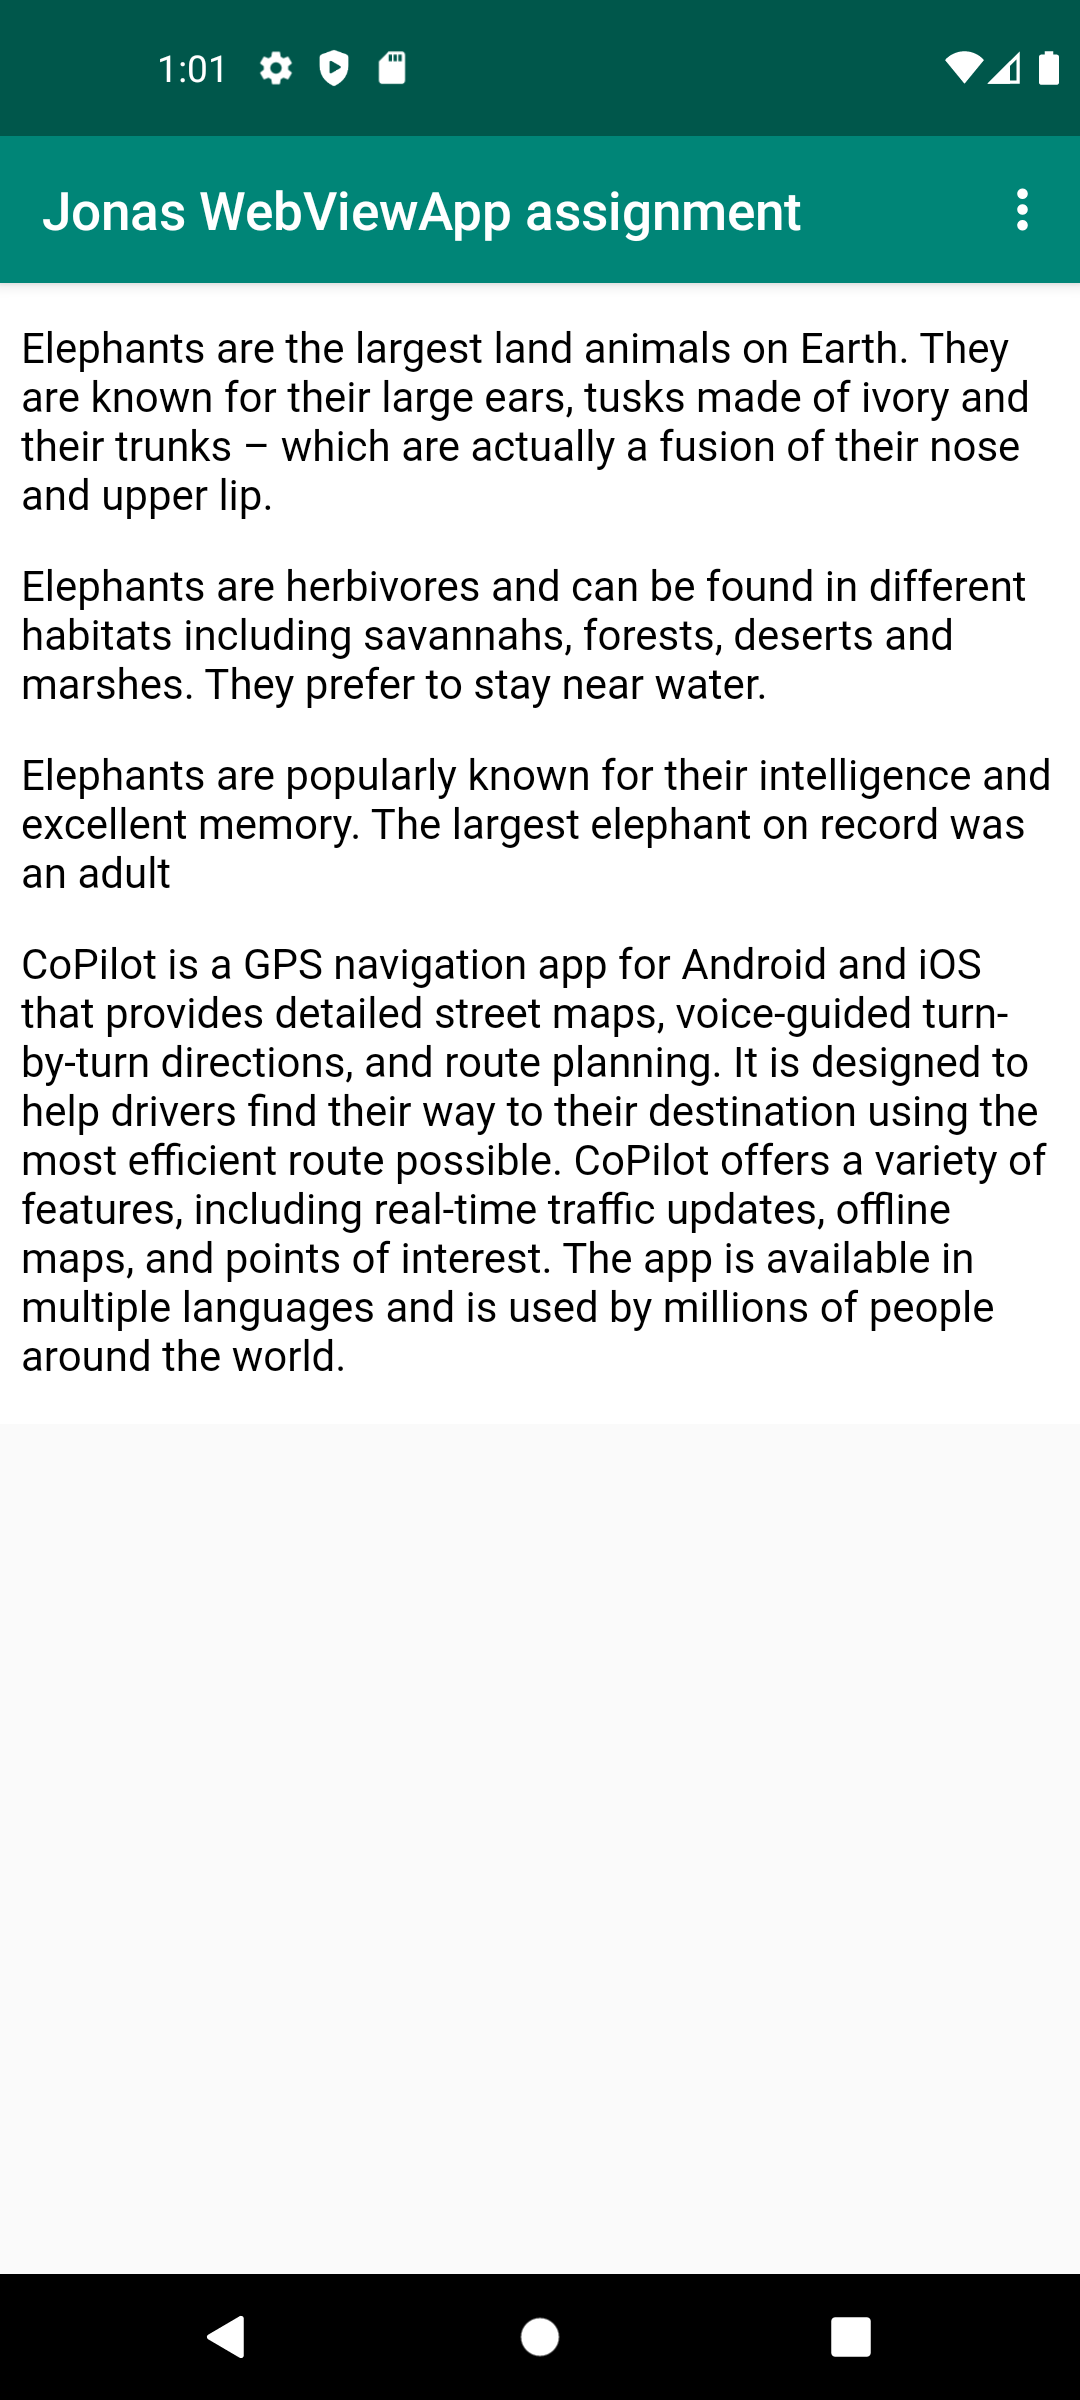 1:01
Jonas WebViewApp assignment
Elephants are the largest land animals on Earth. They
are known for their large ears, tusks made of ivory and
their trunks – which are actually a fusion of their nose
and upper lip.
Elephants are herbivores and can be found in different
habitats including savannahs, forests, deserts and
marshes. They prefer to stay near water.
Elephants are popularly known for their intelligence and
excellent memory. The largest elephant on record was
an adult
CoPilot is a GPS navigation app for Android and iOS
that provides detailed street maps, voice-guided turn-
by-turn directions, and route planning. It is designed to
help drivers find their way to their destination using the
most efficient route possible. CoPilot offers a variety of
features, including real-time traffic updates, offline
maps, and points of interest. The app is available in
multiple languages and is used by millions of people
around the world.